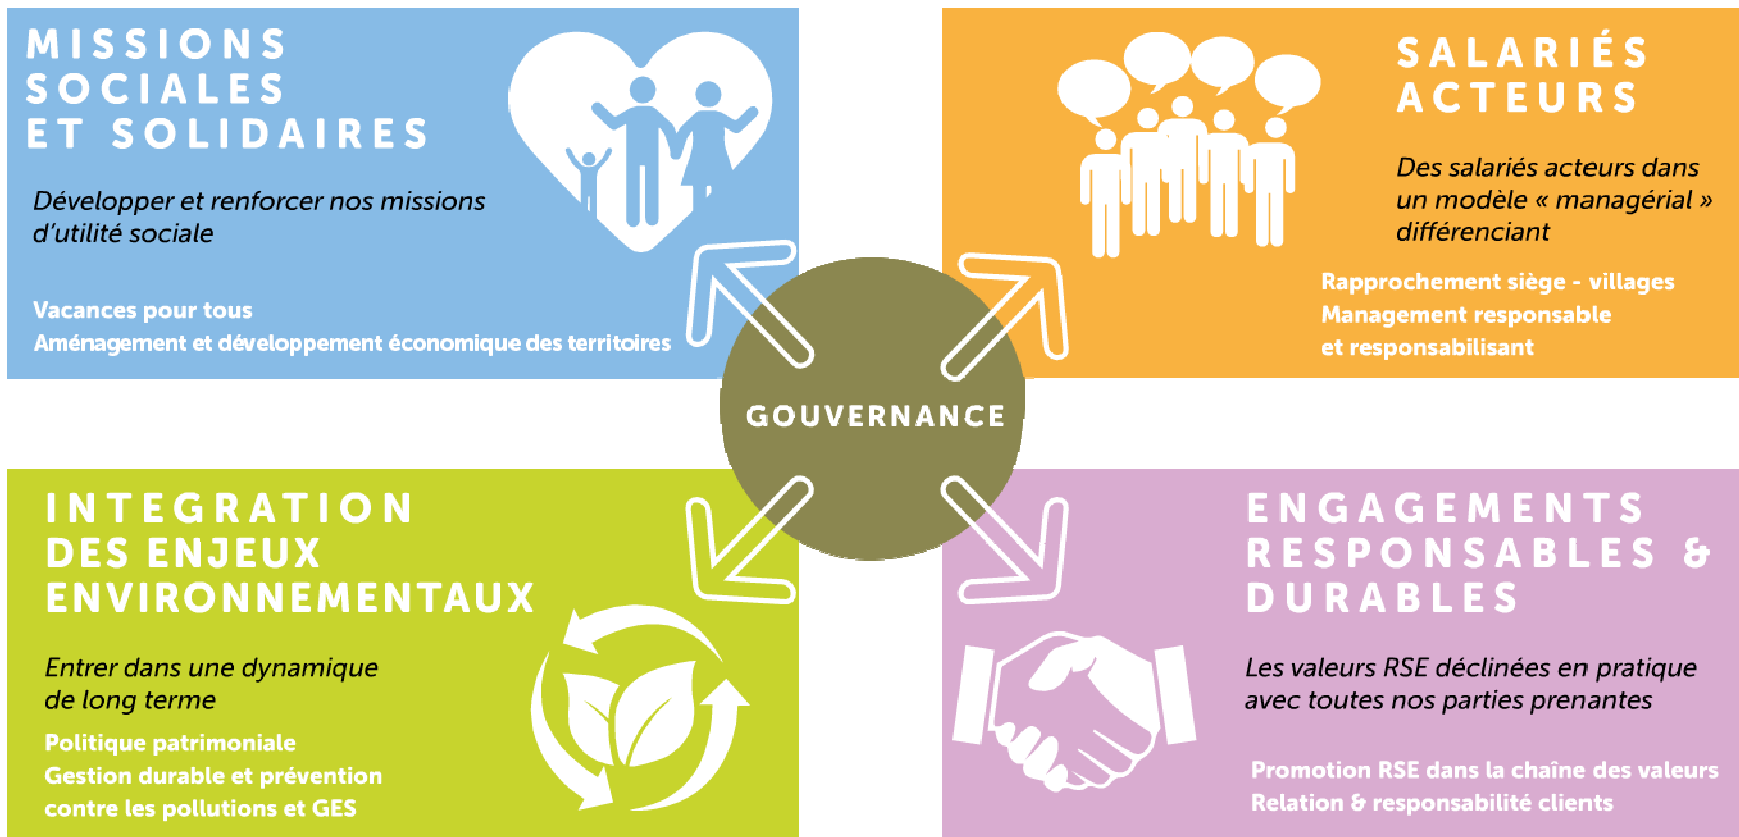 MISSIONS
SOCIALES
ET SOLIDAIRES
Développer et renforcer nos missions
d’utilité sociale
Vacances pour tous
Aménagement et développement économique des territoires
SALARIÉS
ACTEURS
Des salariés acteurs dans
un modèle « managérial »
différenciant
Rapprochement siège - villages
Management responsable
et responsabilisant
GOUVERNANCE
INTEGRATION
DES ENJEUX
ENVIRONNEMENTAUX
Entrer dans une dynamique
de long terme
Politique patrimoniale
Gestion durable et prévention
contre les pollutions et GES
ENGAGEMENTS
RESPONSABLES &
DURABLES
Les valeurs RSE déclinées en pratique
avec toutes nos parties prenantes
Promotion RSE dans la chaîne des valeurs
Relation & responsabilité clients